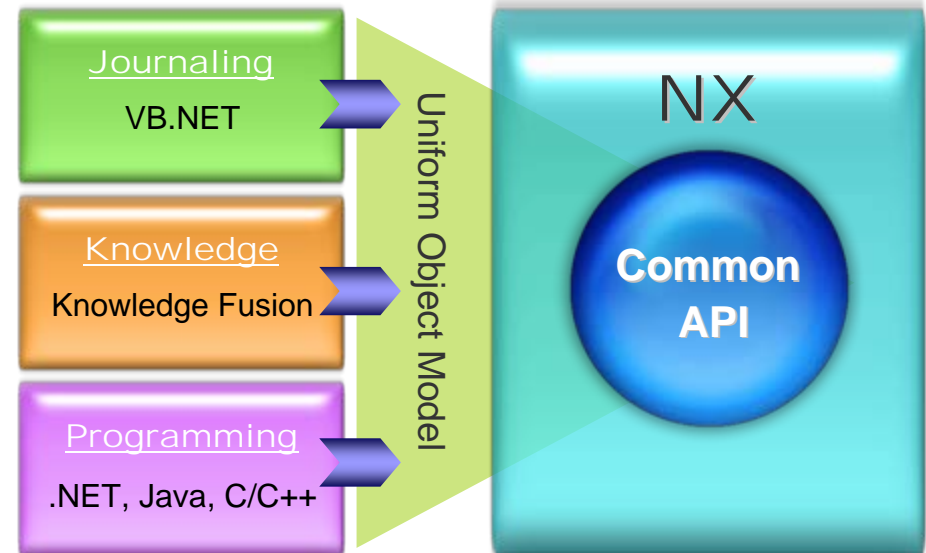 Journaling
VB.NET
Knowledge
Knowledge Fusion
Programming
.NET, Java, C/C++
Uniform Object Model
NX
Common
API